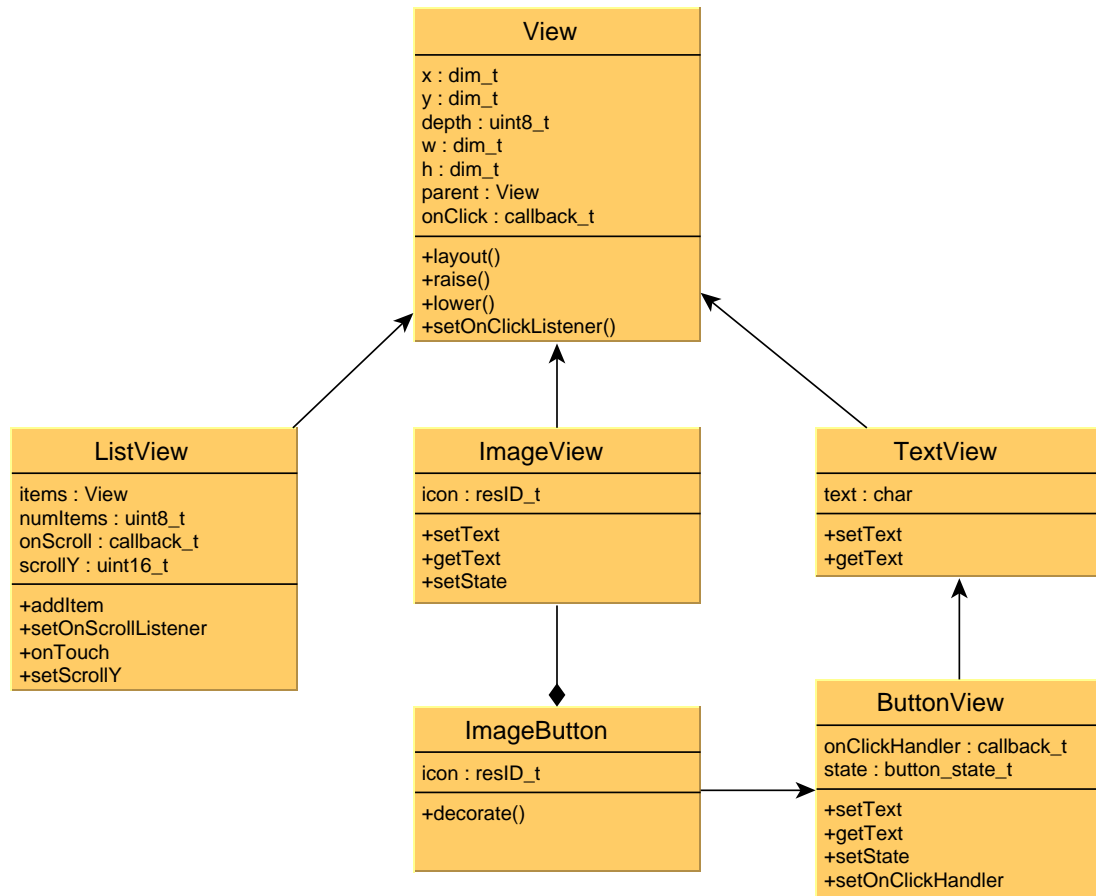 View
x : dim_t
y : dim_t
depth : uint8_t
w : dim_t
h : dim_t
parent : View
onClick : callback_t
+layout()
+raise()
+lower()
+setOnClickListener()
ListView
items : View
numItems : uint8_t
onScroll : callback_t
scrollY : uint16_t
+addItem
+setOnScrollListener
+onTouch
+setScrollY
ImageView
icon : resID_t
+setText
+getText
+setState
TextView
text : char
+setText
+getText
ImageButton
icon : resID_t
+decorate()
ButtonView
onClickHandler : callback_t
state : button_state_t
+setText
+getText
+setState
+setOnClickHandler